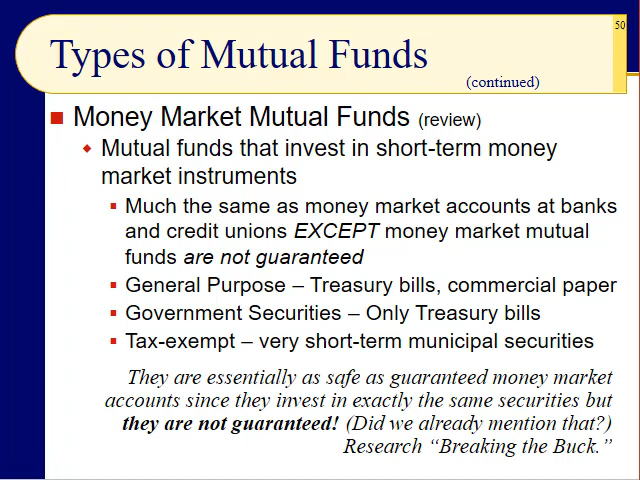 50
Types of Mutual Funds
(continued)
Money Market Mutual Funds (review)
Mutual funds that invest in short-term money
market instruments
Much the same as money market accounts at banks
and credit unions EXCEPT money market mutual
funds are not guaranteed
General Purpose – Treasury bills, commercial paper
Government Securities – Only Treasury bills
Tax-exempt – very short-term municipal securities
They are essentially as safe as guaranteed money market
accounts since they invest in exactly the same securities but
they are not guaranteed! (Did we already mention that?)
Research “Breaking the Buck.”